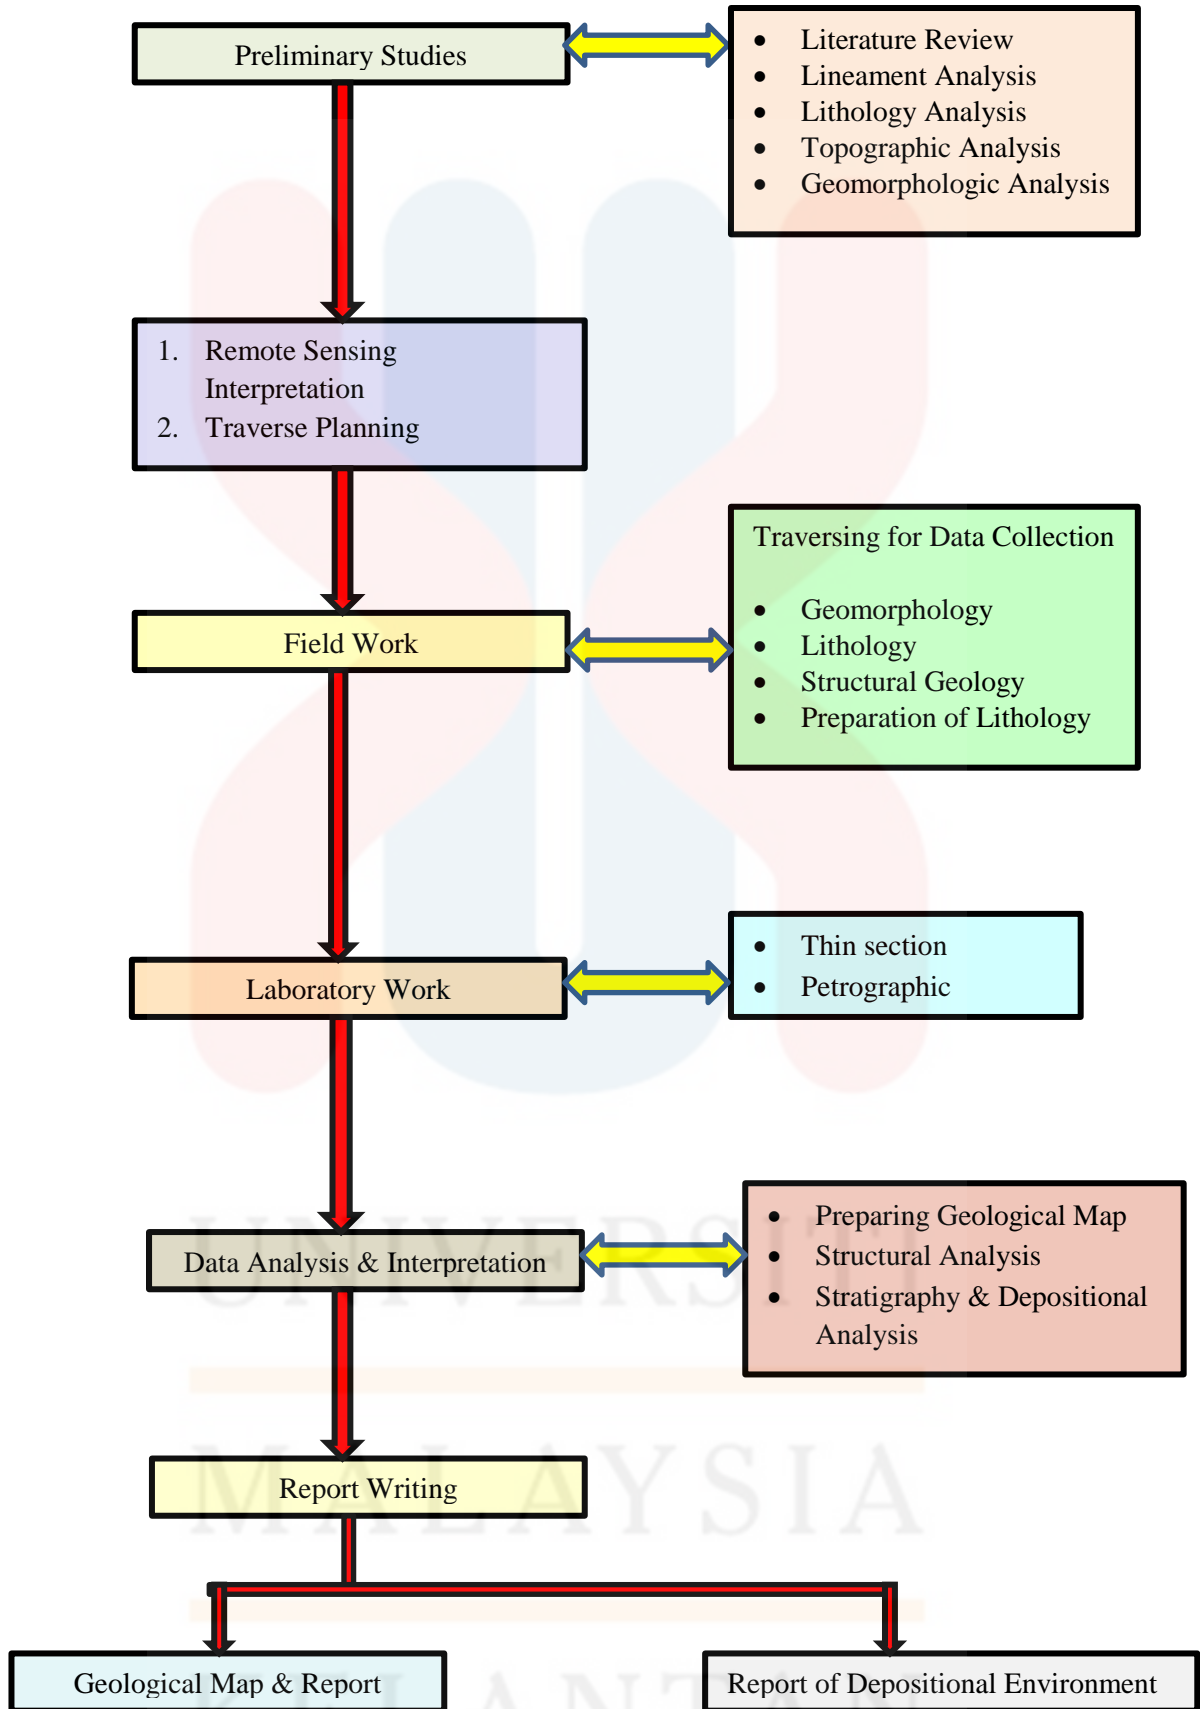 Preliminary Studies
• Literature Review
• Lineament Analysis
• Lithology Analysis
• Topographic Analysis
• Geomorphologic Analysis
1. Remote Sensing
Interpretation
2. Traverse Planning
Traversing for Data Collection
• Geomorphology
• Lithology
• Structural Geology
• Preparation of Lithology
Field Work
• Thin section
• Petrographic
Laboratory Work
• Preparing Geological Map
• Structural Analysis
• Stratigraphy & Depositional
Analysis
Data Analysis & Interpretation
UNIVERSITI
Report Writing
MALAYSIA
Geological Map & Report
Report of Depositional Environment
KELANTAN